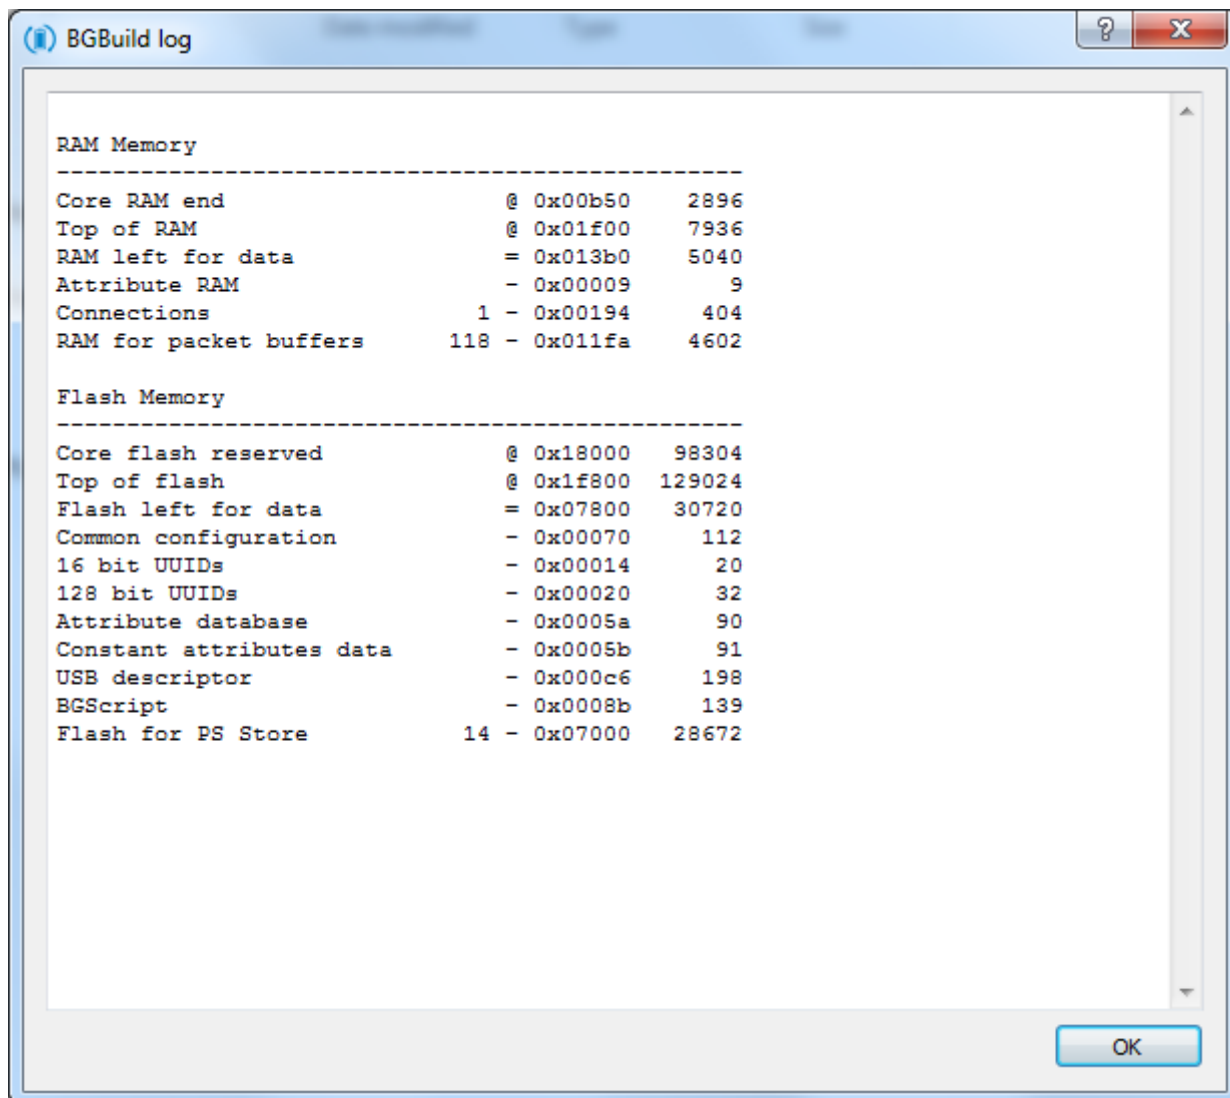 Date modified Type Size
BGBuild log
RAM Memory
-------------------------------------------------
Core RAM end @ 0x00b50 2896
Top of RAM @ 0x01f00 7936
RAM left for data = 0x013b0 5040
Attribute RAM - 0x00009 9
Connections 1 - 0x00194 404
RAM for packet buffers 118 - 0x011fa 4602
Flash Memory
-------------------------------------------------
Core flash reserved @ 0x18000 98304
Top of flash @ 0x1f800 129024
Flash left for data = 0x07800 30720
Common configuration - 0x00070 112
16 bit UUIDs - 0x00014 20
128 bit UUIDs - 0x00020 32
Attribute database - 0x0005a 90
Constant attributes data - 0x0005b 91
USB descriptor - 0x000c6 198
BGScript - 0x0008b 139
Flash for PS Store 14 - 0x07000 28672
OK